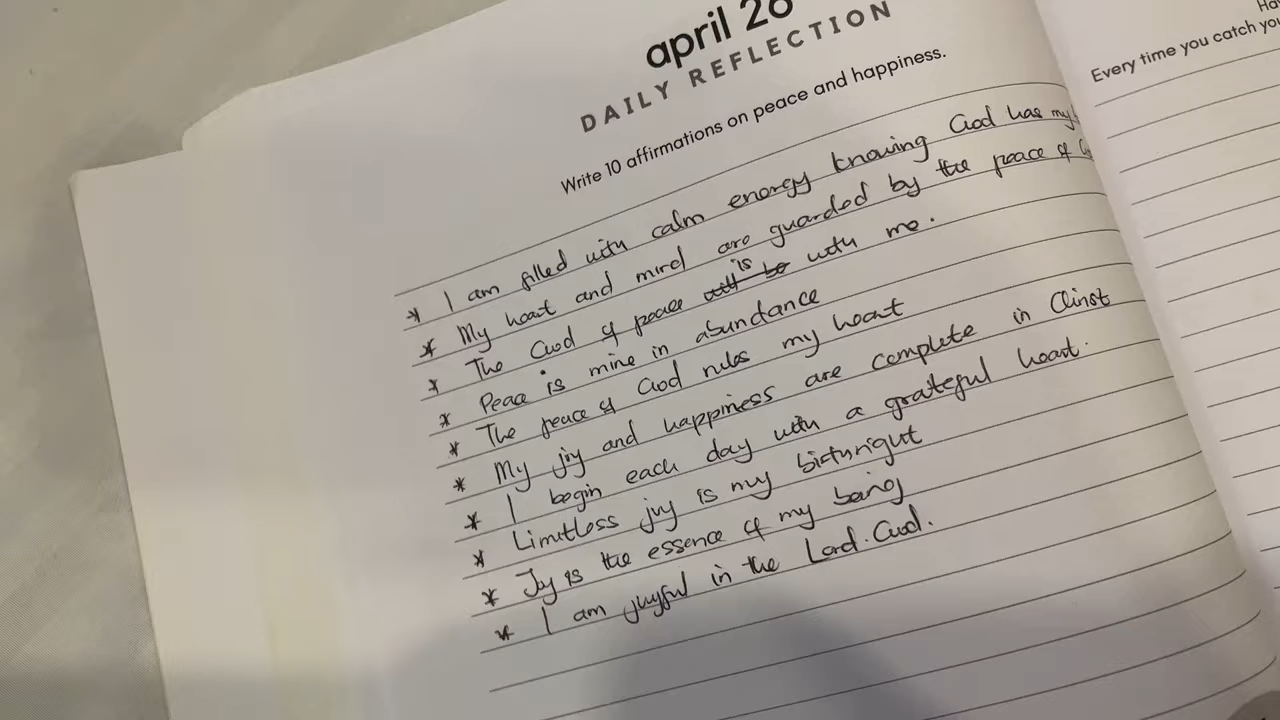 april 26
DAILY REFLECTION
Write 10 affirmations on peace and happiness.
* I am filled with calm energy knowing God has my
* My heart and mind are guarded by the peace of
* The God of peace ~~will be~~ is with me.
* Peace is mine in abundance
* The peace of God rules my heart
* My joy and happiness are complete in Christ
* I begin each day with a grateful heart.
* Limitless joy is my birthright
* Joy is the essence of my being
* I am joyful in the Lord God.
Every time you catch